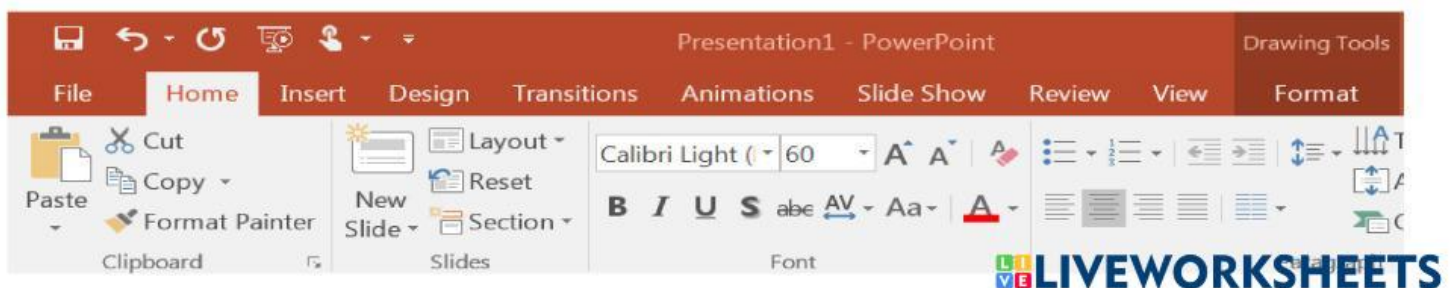 Presentation1 - PowerPoint
Drawing Tools
File Home Insert Design Transitions Animations Slide Show Review View Format
Cut
Copy
Format Painter
Paste
New
Slide
Layout
Reset
Section
Calibri Light ( 60
A A A
B I U S abc AV Aa A
Clipboard
Slides
Font
LIVEWORKSHEETS